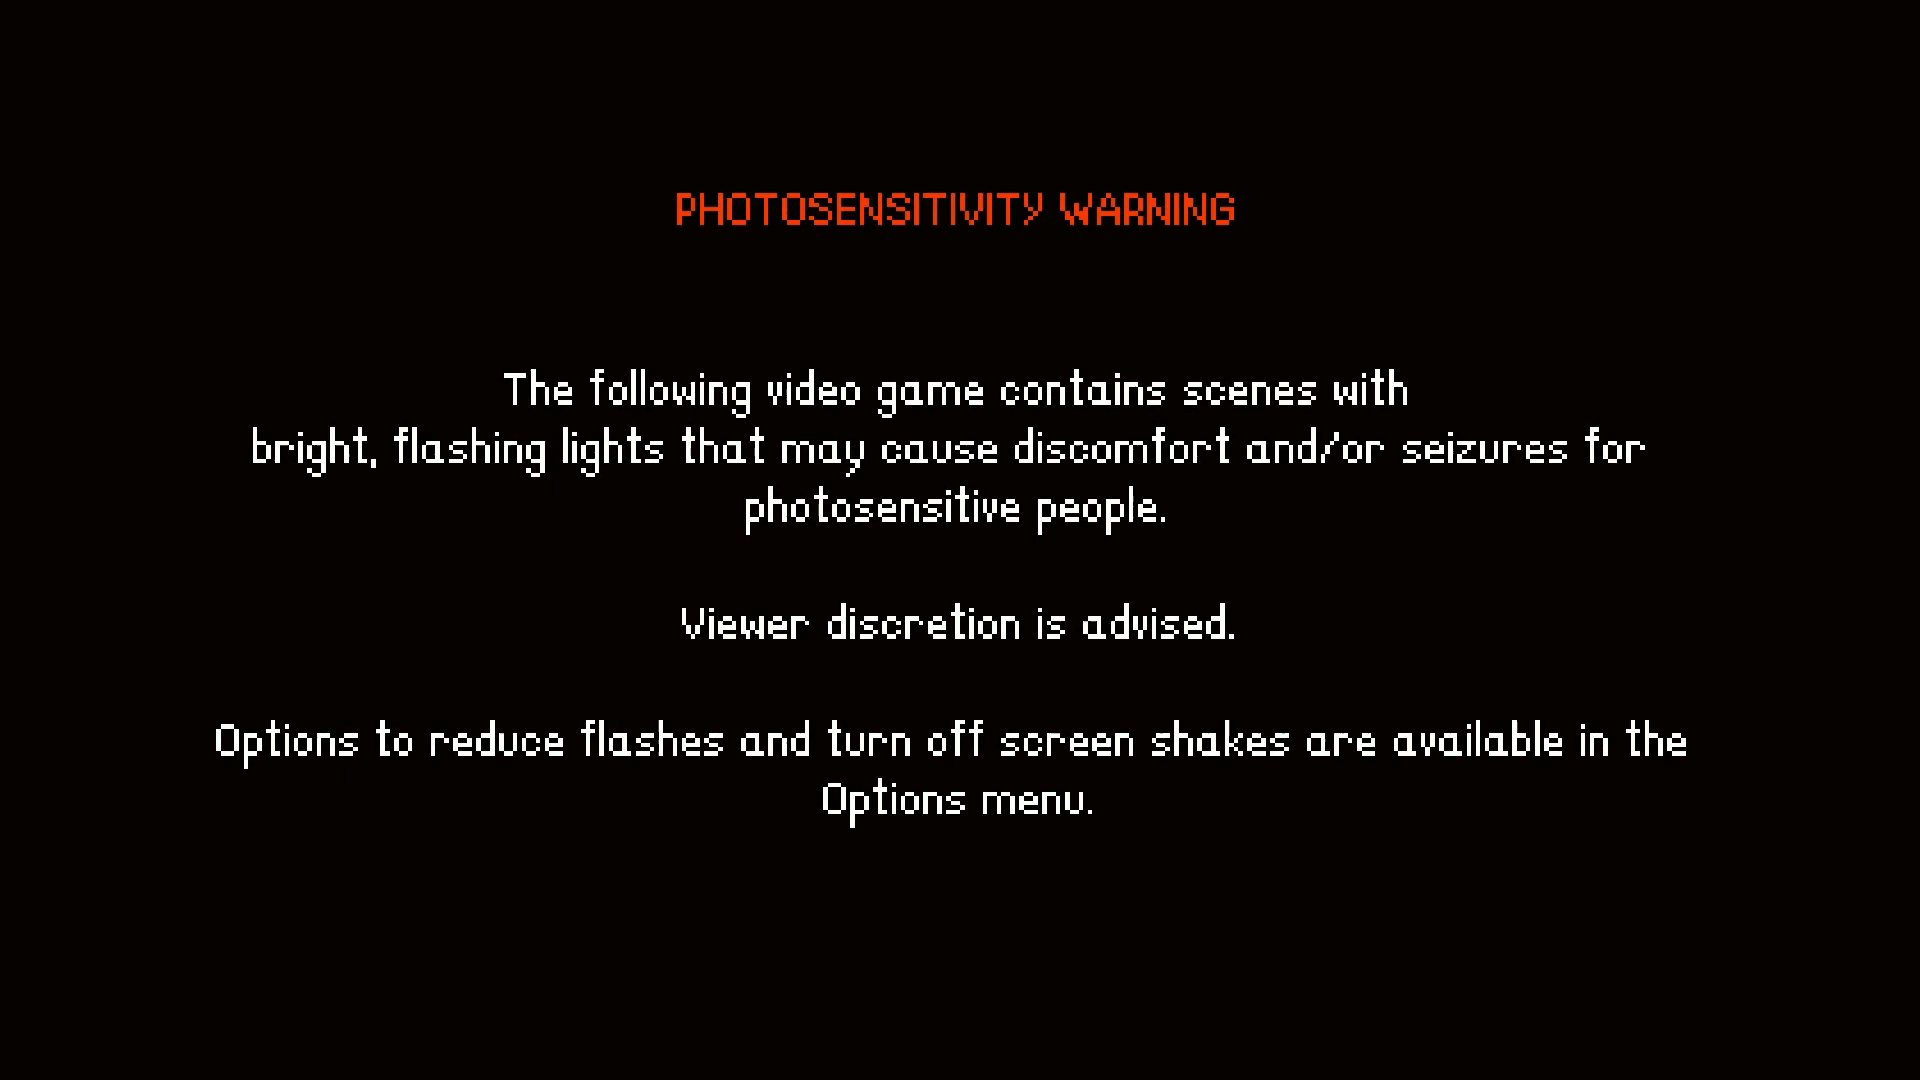 PHOTOSENSITIVITY WARNING
The following video game contains scenes with
bright, flashing lights that may cause discomfort and/or seizures for
photosensitive people.
Viewer discretion is advised.
Options to reduce flashes and turn off screen shakes are available in the
Options menu.